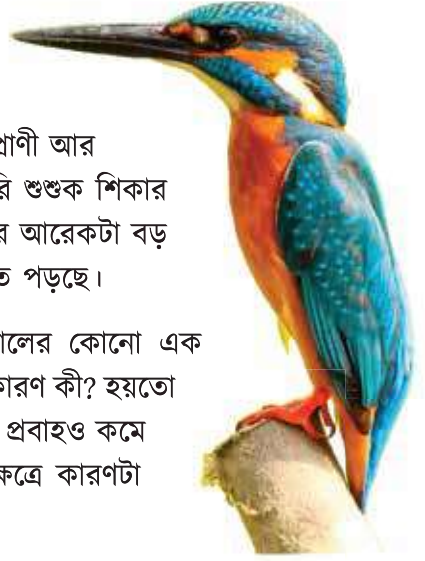 প্রাণী আর
রি শুশুক শিকার
র আরেকটা বড়
ত পড়ছে।
ালের কোনো এক
কারণ কী? হয়তো
প্রবাহও কমে
ক্ষেত্রে কারণটা